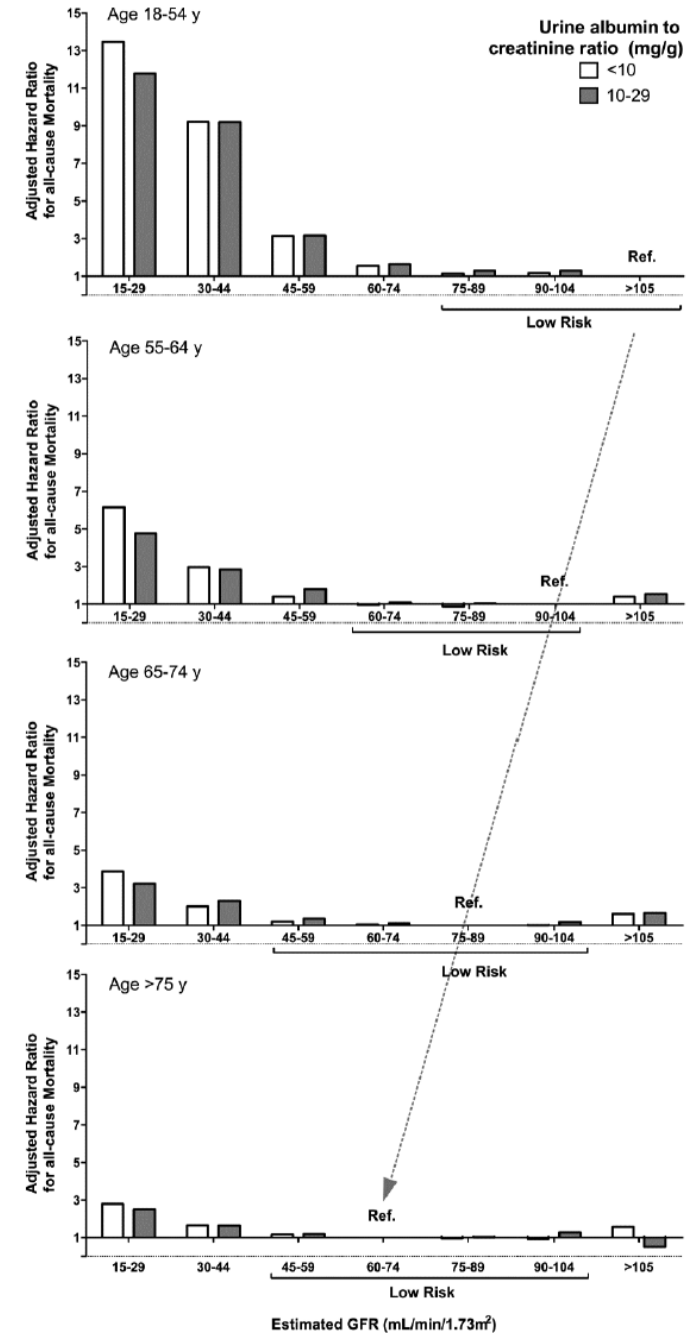 Age 18-54 y
Urine albumin to
creatinine ratio (mg/g)
<10
10-29
Adjusted Hazard Ratio
for all-cause Mortality
15
13
11
9
7
5
3
1
Ref.
15-29 30-44 45-59 60-74 75-89 90-104 >105
Low Risk
Age 55-64 y
Adjusted Hazard Ratio
for all-cause Mortality
15
13
11
9
7
5
3
1
Ref.
15-29 30-44 45-59 60-74 75-89 90-104 >105
Low Risk
Age 65-74 y
Adjusted Hazard Ratio
for all-cause Mortality
15
13
11
9
7
5
3
1
Ref.
15-29 30-44 45-59 60-74 75-89 90-104 >105
Low Risk
Age >75 y
Adjusted Hazard Ratio
for all-cause Mortality
15
13
11
9
7
5
3
1
Ref.
15-29 30-44 45-59 60-74 75-89 90-104 >105
Low Risk
Estimated GFR (mL/min/1.73m²)